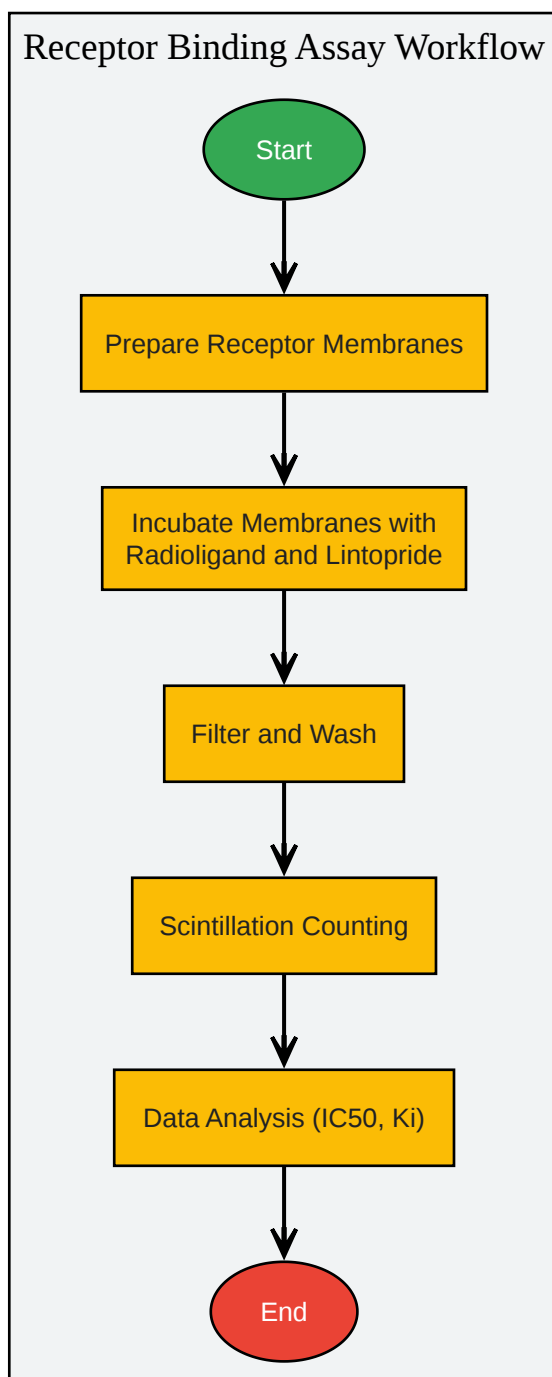 Receptor Binding Assay Workflow
Start
Prepare Receptor Membranes
Incubate Membranes with
Radioligand and Lintopride
Filter and Wash
Scintillation Counting
Data Analysis (IC50, Ki)
End